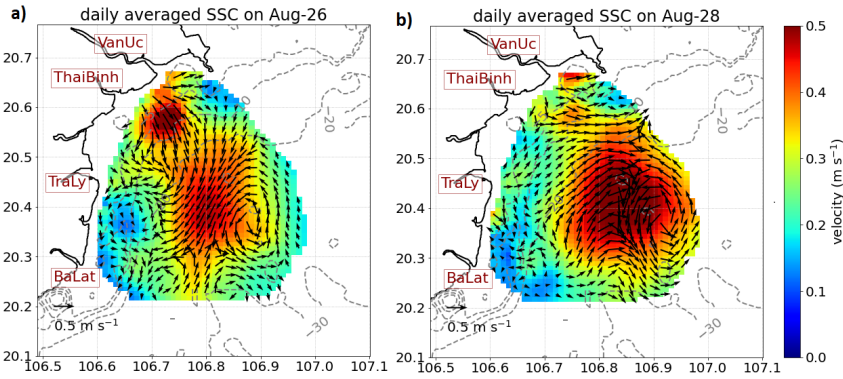 a)
daily averaged SSC on Aug-26
20.7
20.6
20.5
20.4
20.3
20.2
20.1
VanUc
ThaiBinh
TraLy
BaLat
−20
−30
0.5 m s⁻¹
106.5 106.6 106.7 106.8 106.9 107.0 107.1
b)
daily averaged SSC on Aug-28
20.7
20.6
20.5
20.4
20.3
20.2
20.1
VanUc
ThaiBinh
TraLy
BaLat
−20
−30
0.5 m s⁻¹
106.5 106.6 106.7 106.8 106.9 107.0 107.1
0.5
0.4
0.3
0.2
0.1
0.0
velocity (m s⁻¹)